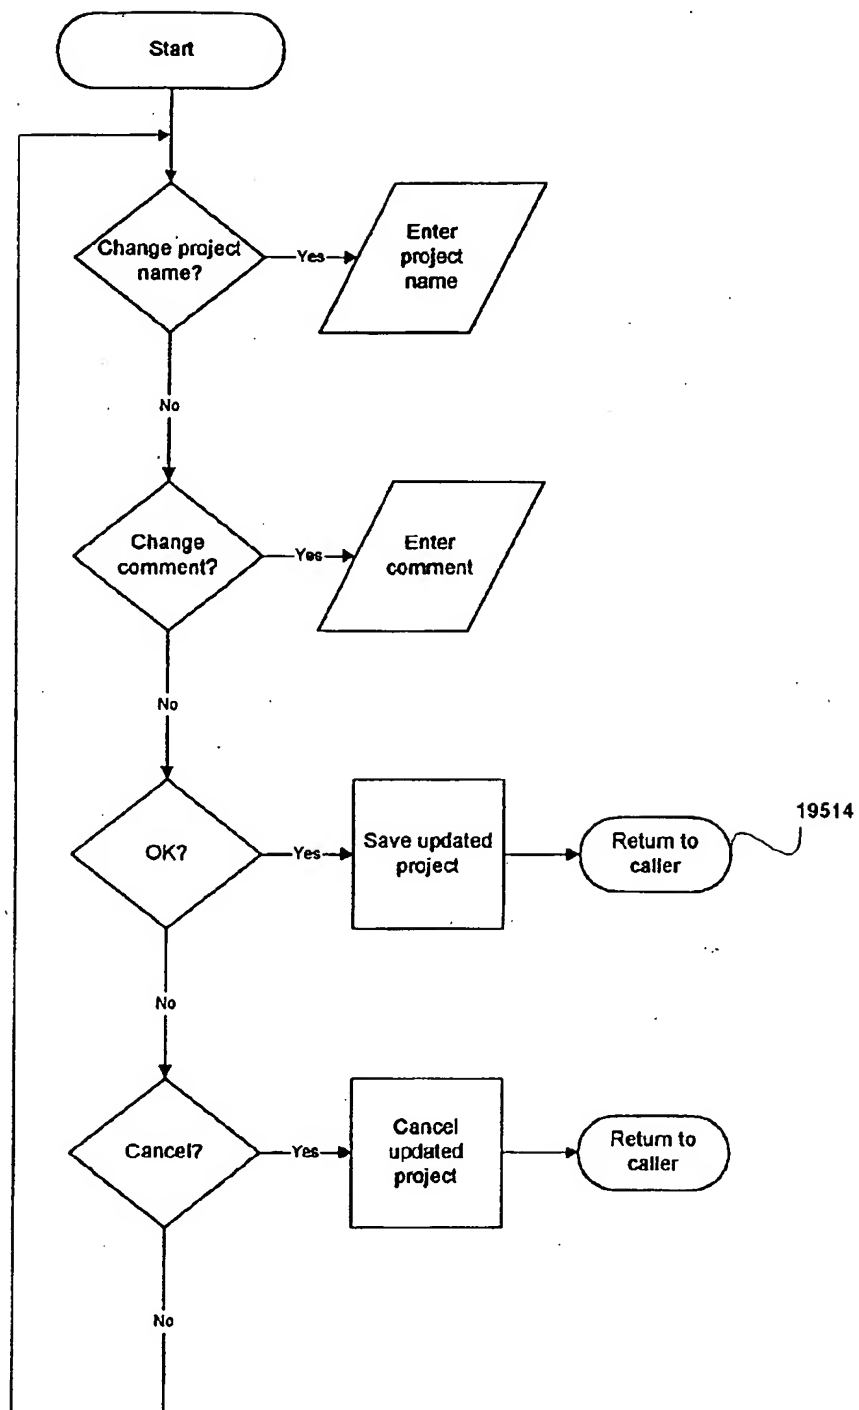 Start
Change project
name?
Yes
Enter
project
name
No
Change
comment?
Yes
Enter
comment
No
OK?
Yes
Save updated
project
Return to
caller
19514
No
Cancel?
Yes
Cancel
updated
project
Return to
caller
No